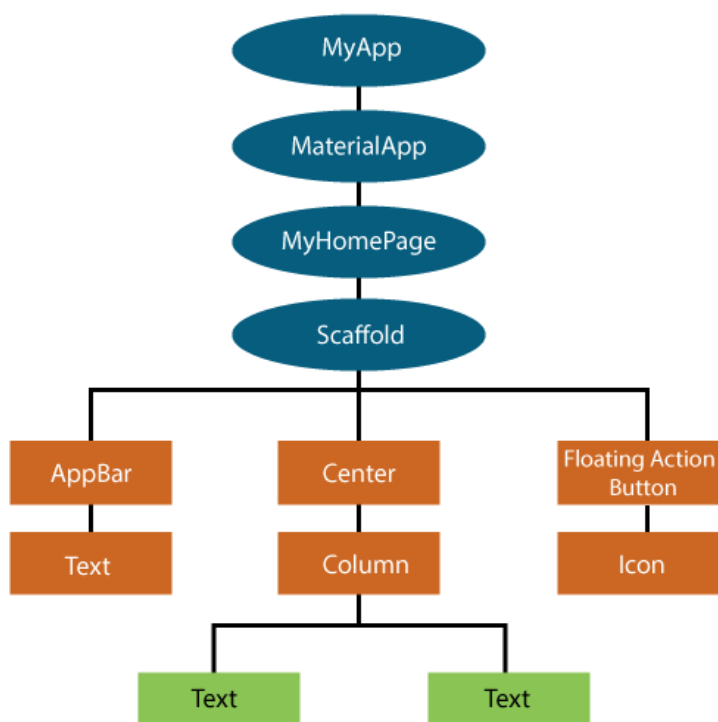 MyApp
MaterialApp
MyHomePage
Scaffold
AppBar
Center
Floating Action
Button
Text
Column
Icon
Text
Text